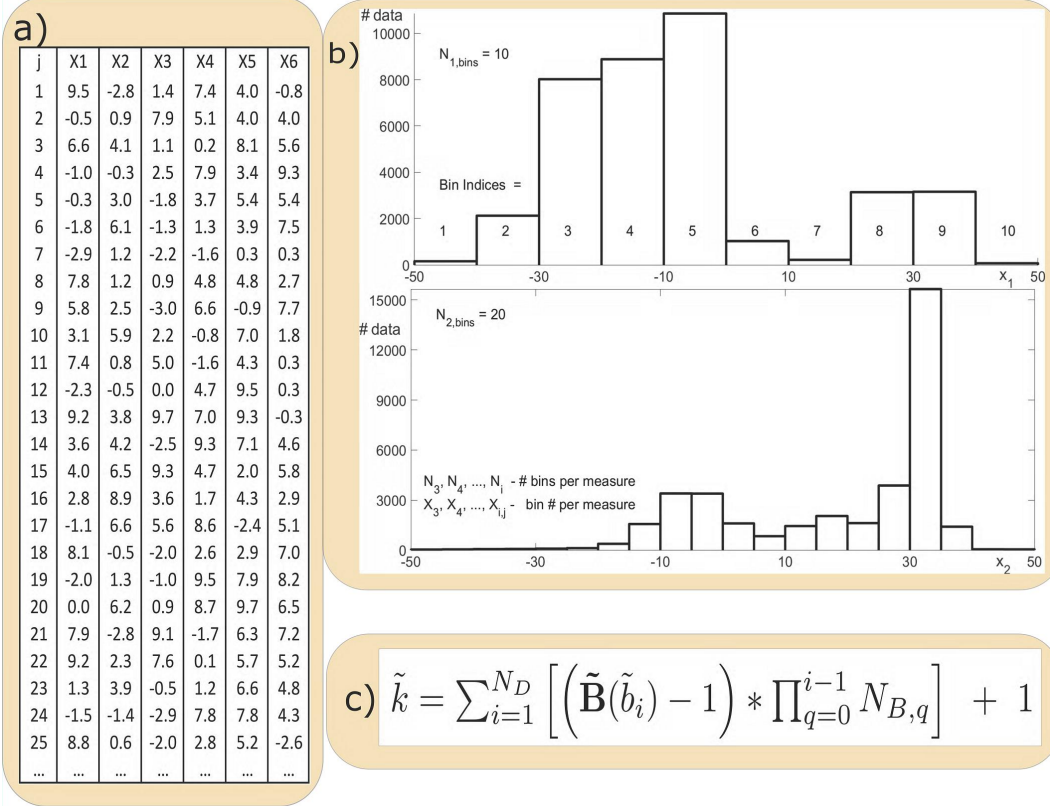 a)
j X1 X2 X3 X4 X5 X6
1 9.5 -2.8 1.4 7.4 4.0 -0.8
2 -0.5 0.9 7.9 5.1 4.0 4.0
3 6.6 4.1 1.1 0.2 8.1 5.6
4 -1.0 -0.3 2.5 7.9 3.4 9.3
5 -0.3 3.0 -1.8 3.7 5.4 5.4
6 -1.8 6.1 -1.3 1.3 3.9 7.5
7 -2.9 1.2 -2.2 -1.6 0.3 0.3
8 7.8 1.2 0.9 4.8 4.8 2.7
9 5.8 2.5 -3.0 6.6 -0.9 7.7
10 3.1 5.9 2.2 -0.8 7.0 1.8
11 7.4 0.8 5.0 -1.6 4.3 0.3
12 -2.3 -0.5 0.0 4.7 9.5 0.3
13 9.2 3.8 9.7 7.0 9.3 -0.3
14 3.6 4.2 -2.5 9.3 7.1 4.6
15 4.0 6.5 9.3 4.7 2.0 5.8
16 2.8 8.9 3.6 1.7 4.3 2.9
17 -1.1 6.6 5.6 8.6 -2.4 5.1
18 8.1 -0.5 -2.0 2.6 2.9 7.0
19 -2.0 1.3 -1.0 9.5 7.9 8.2
20 0.0 6.2 0.9 8.7 9.7 6.5
21 7.9 -2.8 9.1 -1.7 6.3 7.2
22 9.2 2.3 7.6 0.1 5.7 5.2
23 1.3 3.9 -0.5 1.2 6.6 4.8
24 -1.5 -1.4 -2.9 7.8 7.8 4.3
25 8.8 0.6 -2.0 2.8 5.2 -2.6
... ... ... ... ... ... ...
b)
# data
10000
N1,bins = 10
8000
6000
4000
Bin Indices =
2000
1 2 3 4 5 6 7 8 9 10
0
-50 -30 -10 10 30 x1 50
15000
N2,bins = 20
# data
12000
9000
6000
N3, N4, ..., Ni - # bins per measure
3000
X3, X4, ..., Xi,j - bin # per measure
0
-50 -30 -10 10 30 x2 50
c) k̃ = ∑_{i=1}^{N_D} [(B̃(b̃_i) − 1) ∗ ∏_{q=0}^{i−1} N_{B,q}] + 1